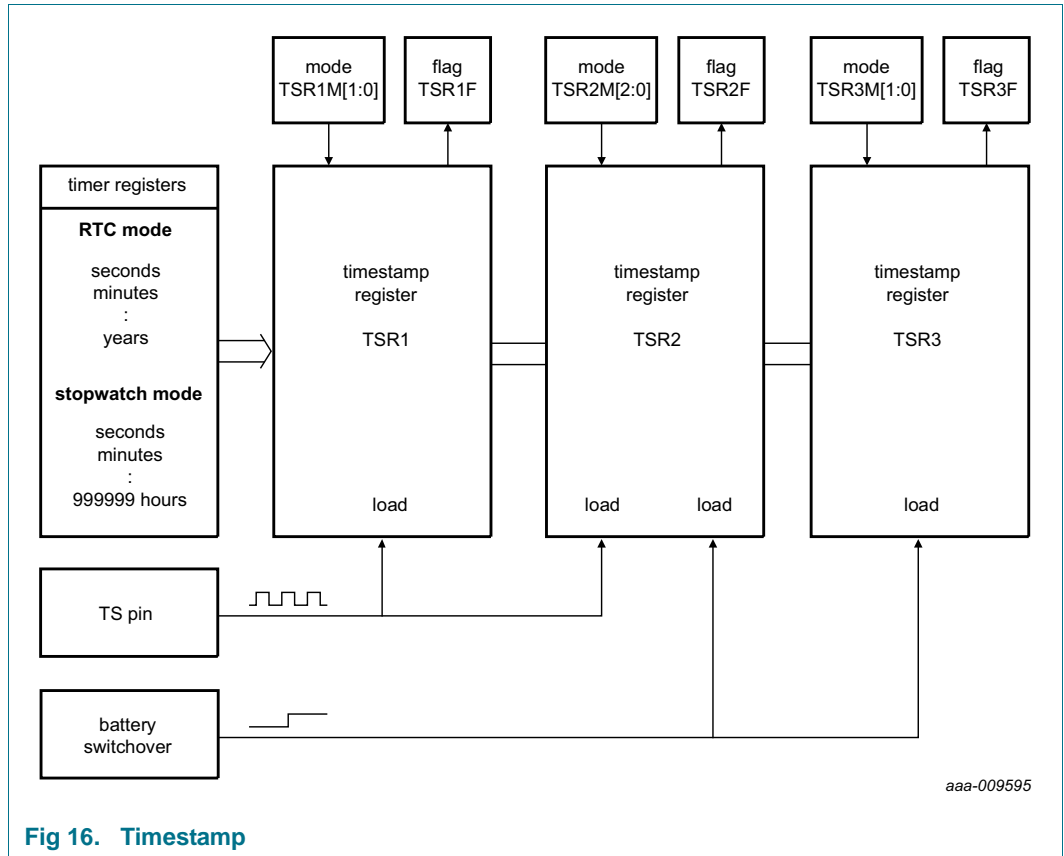 mode
TSR1M[1:0]
flag
TSR1F
mode
TSR2M[2:0]
flag
TSR2F
mode
TSR3M[1:0]
flag
TSR3F
timer registers
RTC mode
seconds
minutes
:
years
stopwatch mode
seconds
minutes
:
999999 hours
timestamp
register
TSR1
load
timestamp
register
TSR2
load
load
timestamp
register
TSR3
load
TS pin
battery
switchover
aaa-009595
Fig 16. Timestamp